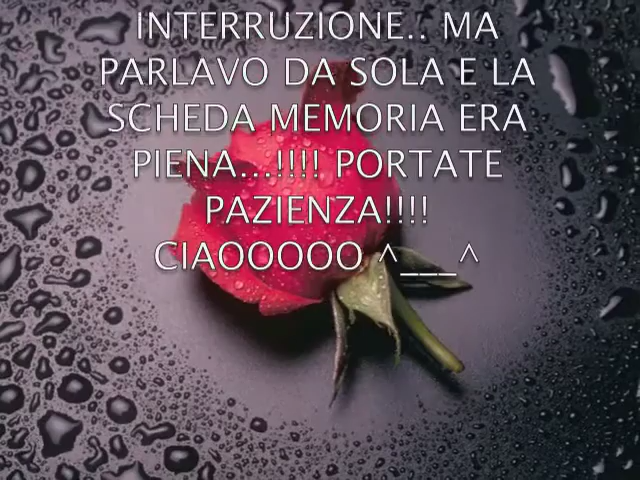 INTERRUZIONE.. MA
PARLAVO DA SOLA E LA
SCHEDA MEMORIA ERA
PIENA...!!!! PORTATE
PAZIENZA!!!!
CIAOOOOO ^___^